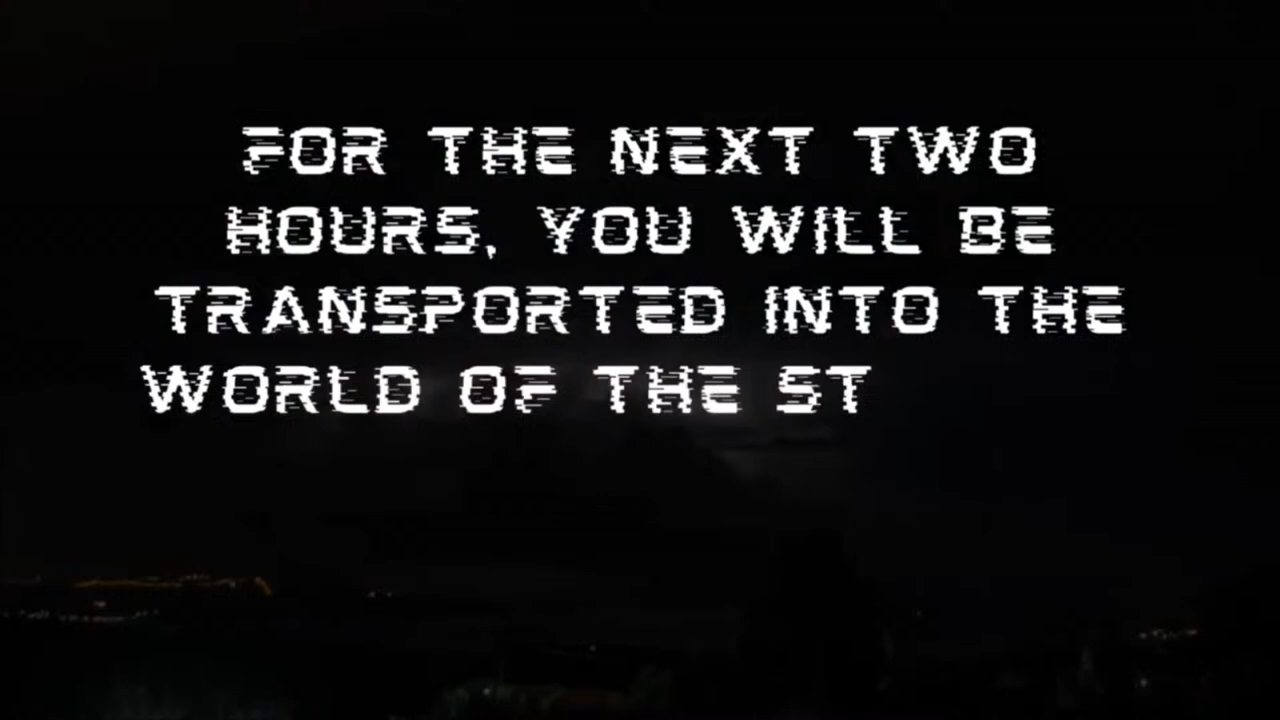 FOR THE NEXT TWO
HOURS, YOU WILL BE
TRANSPORTED INTO THE
WORLD OF THE ST